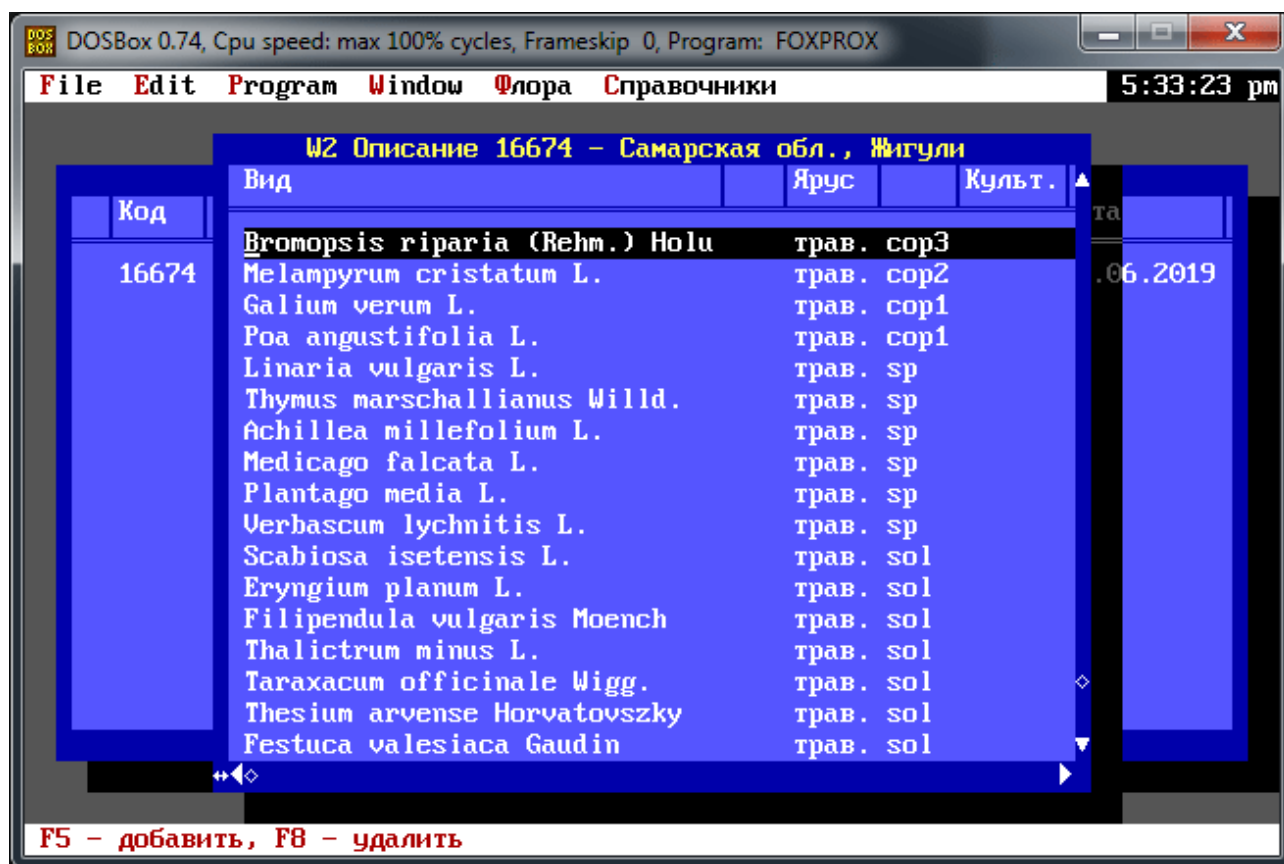 DOSBox 0.74, Cpu speed: max 100% cycles, Frameskip 0, Program: FOXPROX
File Edit Program Window Флора Справочники 5:33:23 pm
W2 Описание 16674 - Самарская обл., Жигули
Вид Ярус Культ.
Код та
Bromopsis riparia (Rehm.) Holu трав. cop3
16674 Melampyrum cristatum L. трав. cop2 .06.2019
Galium verum L. трав. cop1
Poa angustifolia L. трав. cop1
Linaria vulgaris L. трав. sp
Thymus marschallianus Willd. трав. sp
Achillea millefolium L. трав. sp
Medicago falcata L. трав. sp
Plantago media L. трав. sp
Verbascum lychnitis L. трав. sp
Scabiosa isetensis L. трав. sol
Eryngium planum L. трав. sol
Filipendula vulgaris Moench трав. sol
Thalictrum minus L. трав. sol
Taraxacum officinale Wigg. трав. sol
Thesium arvense Horvatovszky трав. sol
Festuca valesiaca Gaudin трав. sol
F5 - добавить, F8 - удалить